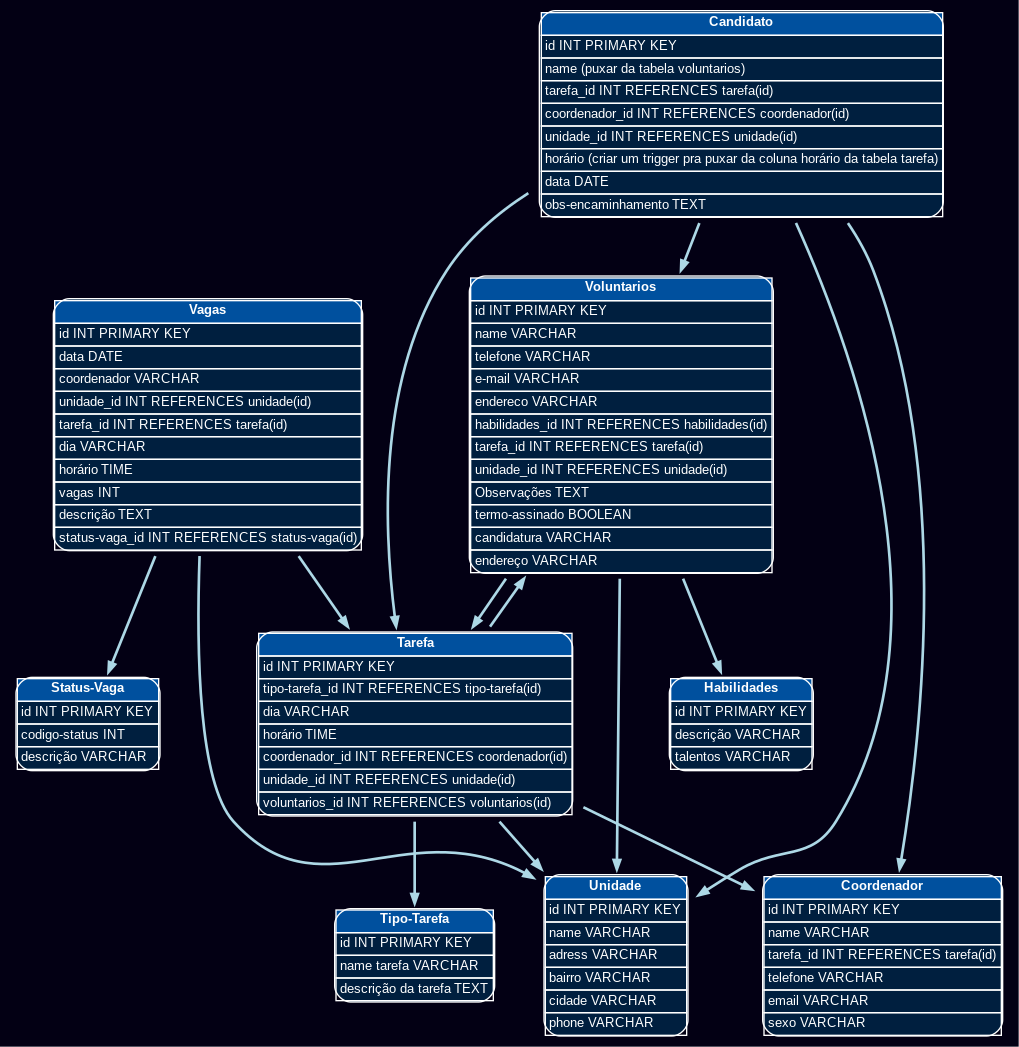 Candidato
id INT PRIMARY KEY
name (puxar da tabela voluntarios)
tarefa_id INT REFERENCES tarefa(id)
coordenador_id INT REFERENCES coordenador(id)
unidade_id INT REFERENCES unidade(id)
horário (criar um trigger pra puxar da coluna horário da tabela tarefa)
data DATE
obs-encaminhamento TEXT
Voluntarios
id INT PRIMARY KEY
name VARCHAR
telefone VARCHAR
e-mail VARCHAR
endereco VARCHAR
habilidades_id INT REFERENCES habilidades(id)
tarefa_id INT REFERENCES tarefa(id)
unidade_id INT REFERENCES unidade(id)
Observações TEXT
termo-assinado BOOLEAN
candidatura VARCHAR
endereço VARCHAR
Vagas
id INT PRIMARY KEY
data DATE
coordenador VARCHAR
unidade_id INT REFERENCES unidade(id)
tarefa_id INT REFERENCES tarefa(id)
dia VARCHAR
horário TIME
vagas INT
descrição TEXT
status-vaga_id INT REFERENCES status-vaga(id)
Tarefa
id INT PRIMARY KEY
tipo-tarefa_id INT REFERENCES tipo-tarefa(id)
dia VARCHAR
horário TIME
coordenador_id INT REFERENCES coordenador(id)
unidade_id INT REFERENCES unidade(id)
voluntarios_id INT REFERENCES voluntarios(id)
Status-Vaga
id INT PRIMARY KEY
codigo-status INT
descrição VARCHAR
Habilidades
id INT PRIMARY KEY
descrição VARCHAR
talentos VARCHAR
Tipo-Tarefa
id INT PRIMARY KEY
name tarefa VARCHAR
descrição da tarefa TEXT
Unidade
id INT PRIMARY KEY
name VARCHAR
adress VARCHAR
bairro VARCHAR
cidade VARCHAR
phone VARCHAR
Coordenador
id INT PRIMARY KEY
name VARCHAR
tarefa_id INT REFERENCES tarefa(id)
telefone VARCHAR
email VARCHAR
sexo VARCHAR